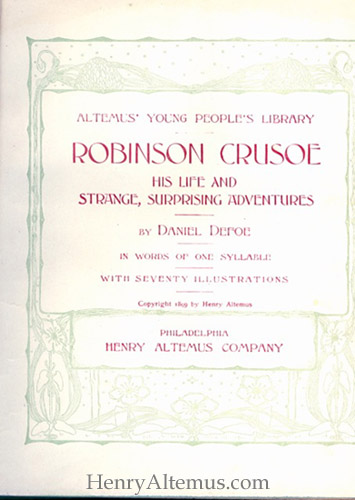 ALTEMUS' YOUNG PEOPLE'S LIBRARY
ROBINSON CRUSOE
HIS LIFE AND
STRANGE, SURPRISING ADVENTURES
BY DANIEL DEFOE
IN WORDS OF ONE SYLLABLE
WITH SEVENTY ILLUSTRATIONS
Copyright 1899 by Henry Altemus
PHILADELPHIA
HENRY ALTEMUS COMPANY
HenryAltemus.com